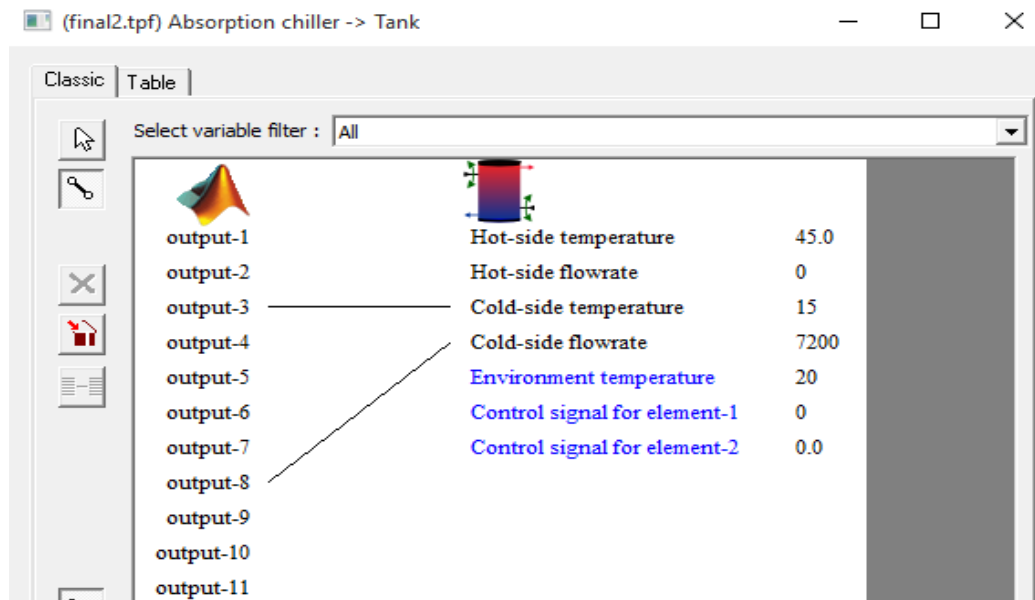 (final2.tpf) Absorption chiller -> Tank
Classic Table
Select variable filter : All
output-1 Hot-side temperature 45.0
output-2 Hot-side flowrate 0
output-3 Cold-side temperature 15
output-4 Cold-side flowrate 7200
output-5 Environment temperature 20
output-6 Control signal for element-1 0
output-7 Control signal for element-2 0.0
output-8
output-9
output-10
output-11